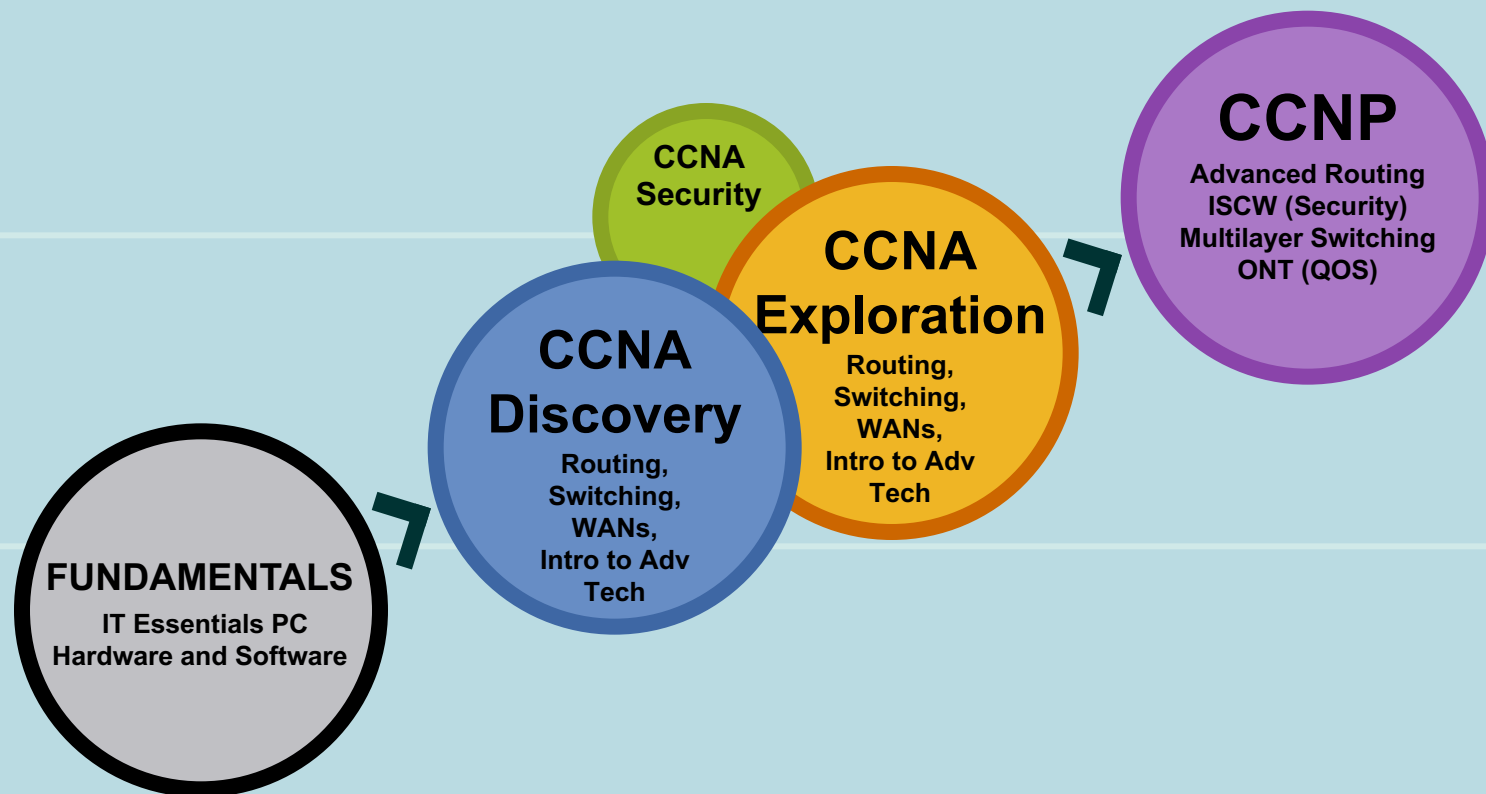 FUNDAMENTALS
IT Essentials PC
Hardware and Software
CCNA
Discovery
Routing,
Switching,
WANs,
Intro to Adv
Tech
CCNA
Security
CCNA
Exploration
Routing,
Switching,
WANs,
Intro to Adv
Tech
CCNP
Advanced Routing
ISCW (Security)
Multilayer Switching
ONT (QOS)